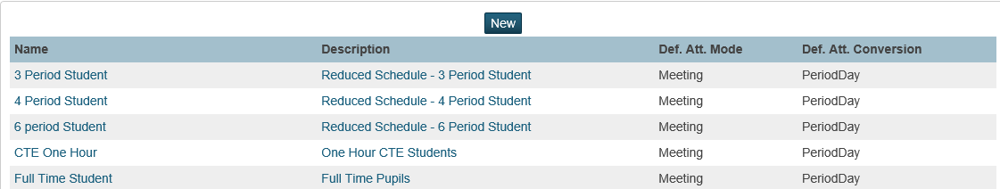 New
Name Description Def. Att. Mode Def. Att. Conversion
3 Period Student Reduced Schedule - 3 Period Student Meeting PeriodDay
4 Period Student Reduced Schedule - 4 Period Student Meeting PeriodDay
6 period Student Reduced Schedule - 6 Period Student Meeting PeriodDay
CTE One Hour One Hour CTE Students Meeting PeriodDay
Full Time Student Full Time Pupils Meeting PeriodDay